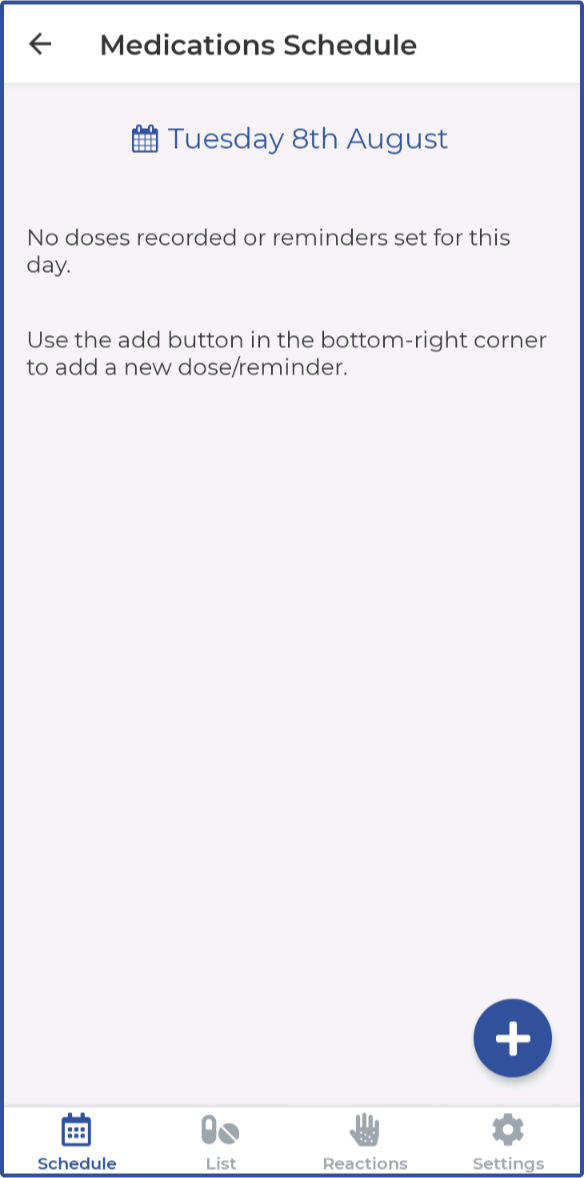 Medications Schedule
Tuesday 8th August
No doses recorded or reminders set for this
day.
Use the add button in the bottom-right corner
to add a new dose/reminder.
Schedule
List
Reactions
Settings